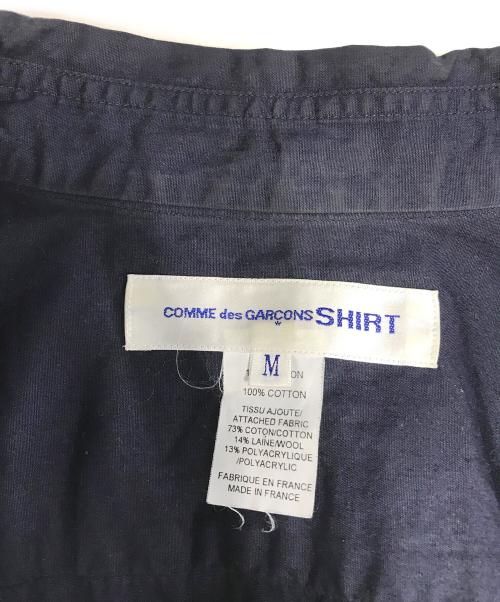 COMME des GARÇONS SHIRT
M
100% COTTON
TISSU AJOUTE/
ATTACHED FABRIC
73% COTON/COTTON
14% LAINE/WOOL
13% POLYACRYLIQUE
/POLYACRYLIC
FABRIQUE EN FRANCE
MADE IN FRANCE